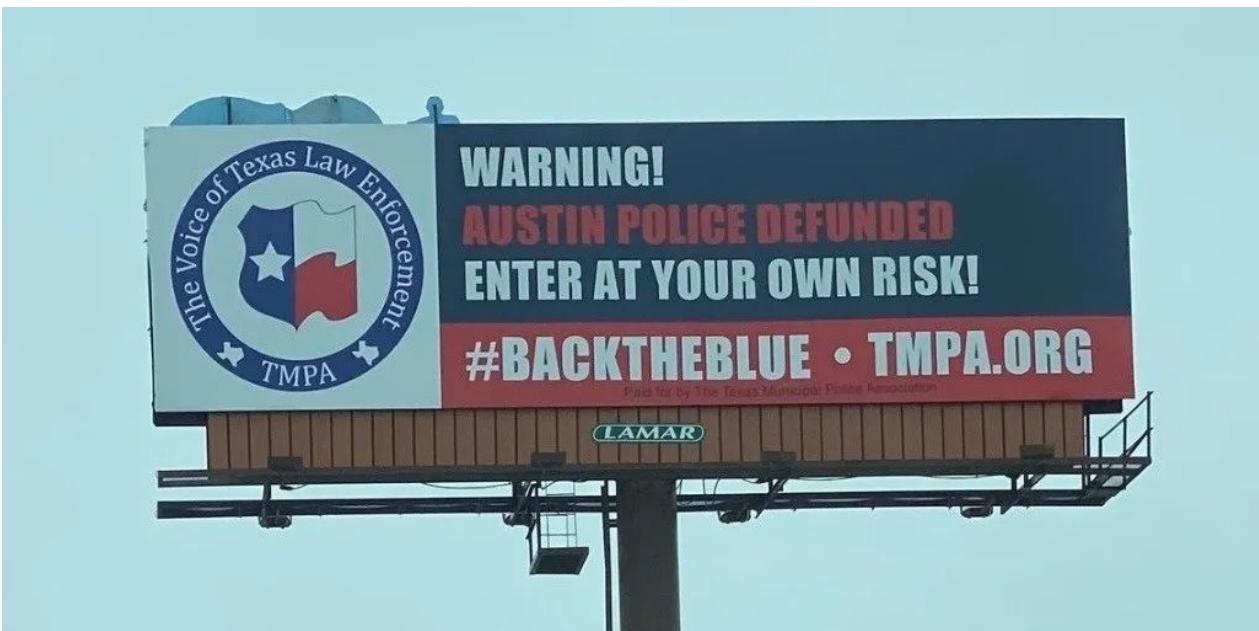 The Voice of Texas Law Enforcement
TMPA
WARNING!
AUSTIN POLICE DEFUNDED
ENTER AT YOUR OWN RISK!
#BACKTHEBLUE • TMPA.ORG
Paid for by The Texas Municipal Police Association
LAMAR